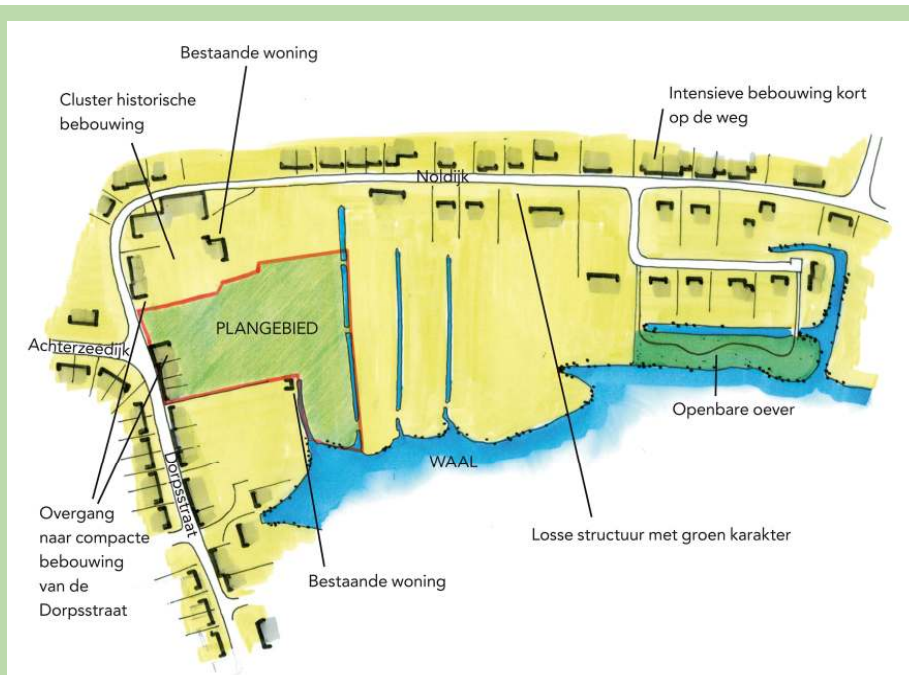 Bestaande woning
Cluster historische
bebouwing
Intensieve bebouwing kort
op de weg
Noldijk
PLANGEBIED
Achterzeedijk
Openbare oever
WAAL
Dorpsstraat
Overgang
naar compacte
bebouwing
van de
Dorpsstraat
Losse structuur met groen karakter
Bestaande woning